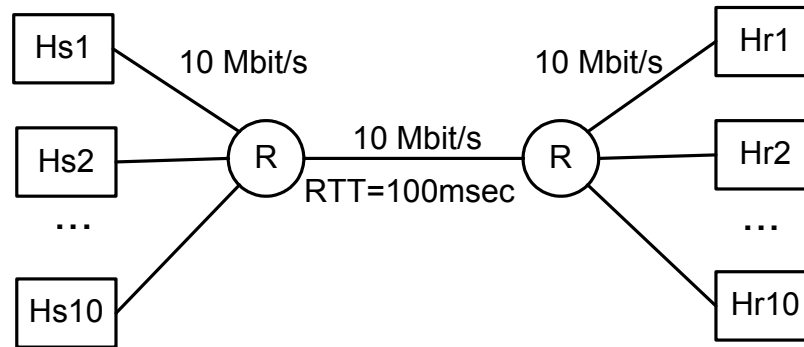 Hs1
10 Mbit/s
10 Mbit/s
Hr1
Hs2
R
10 Mbit/s
R
Hr2
RTT=100msec
...
...
Hs10
Hr10